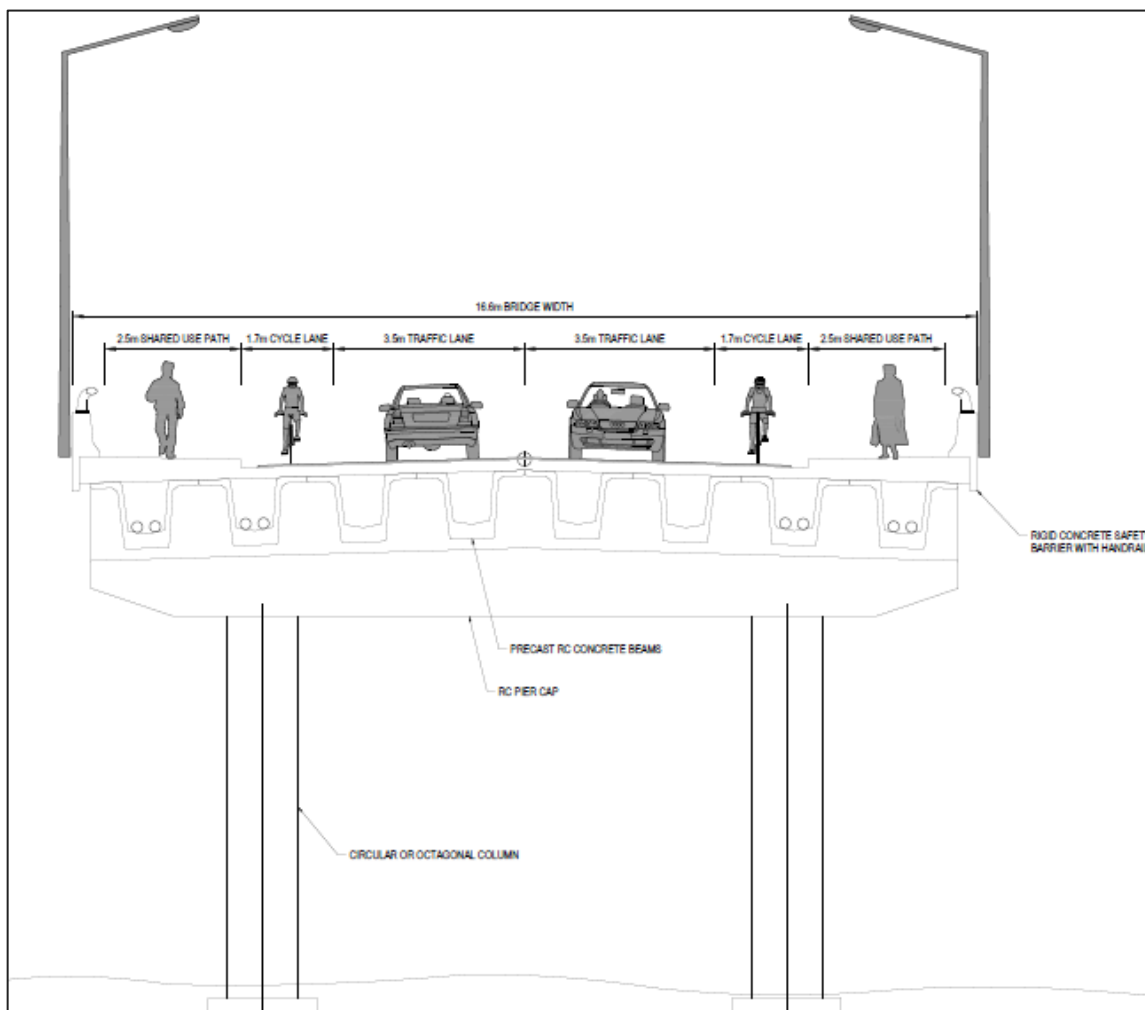 16.6m BRIDGE WIDTH
2.5m SHARED USE PATH
1.7m CYCLE LANE
3.5m TRAFFIC LANE
3.5m TRAFFIC LANE
1.7m CYCLE LANE
2.5m SHARED USE PATH
RIGID CONCRETE SAFET
BARRIER WITH HANDRAIL
PRECAST RC CONCRETE BEAMS
RC PIER CAP
CIRCULAR OR OCTAGONAL COLUMN